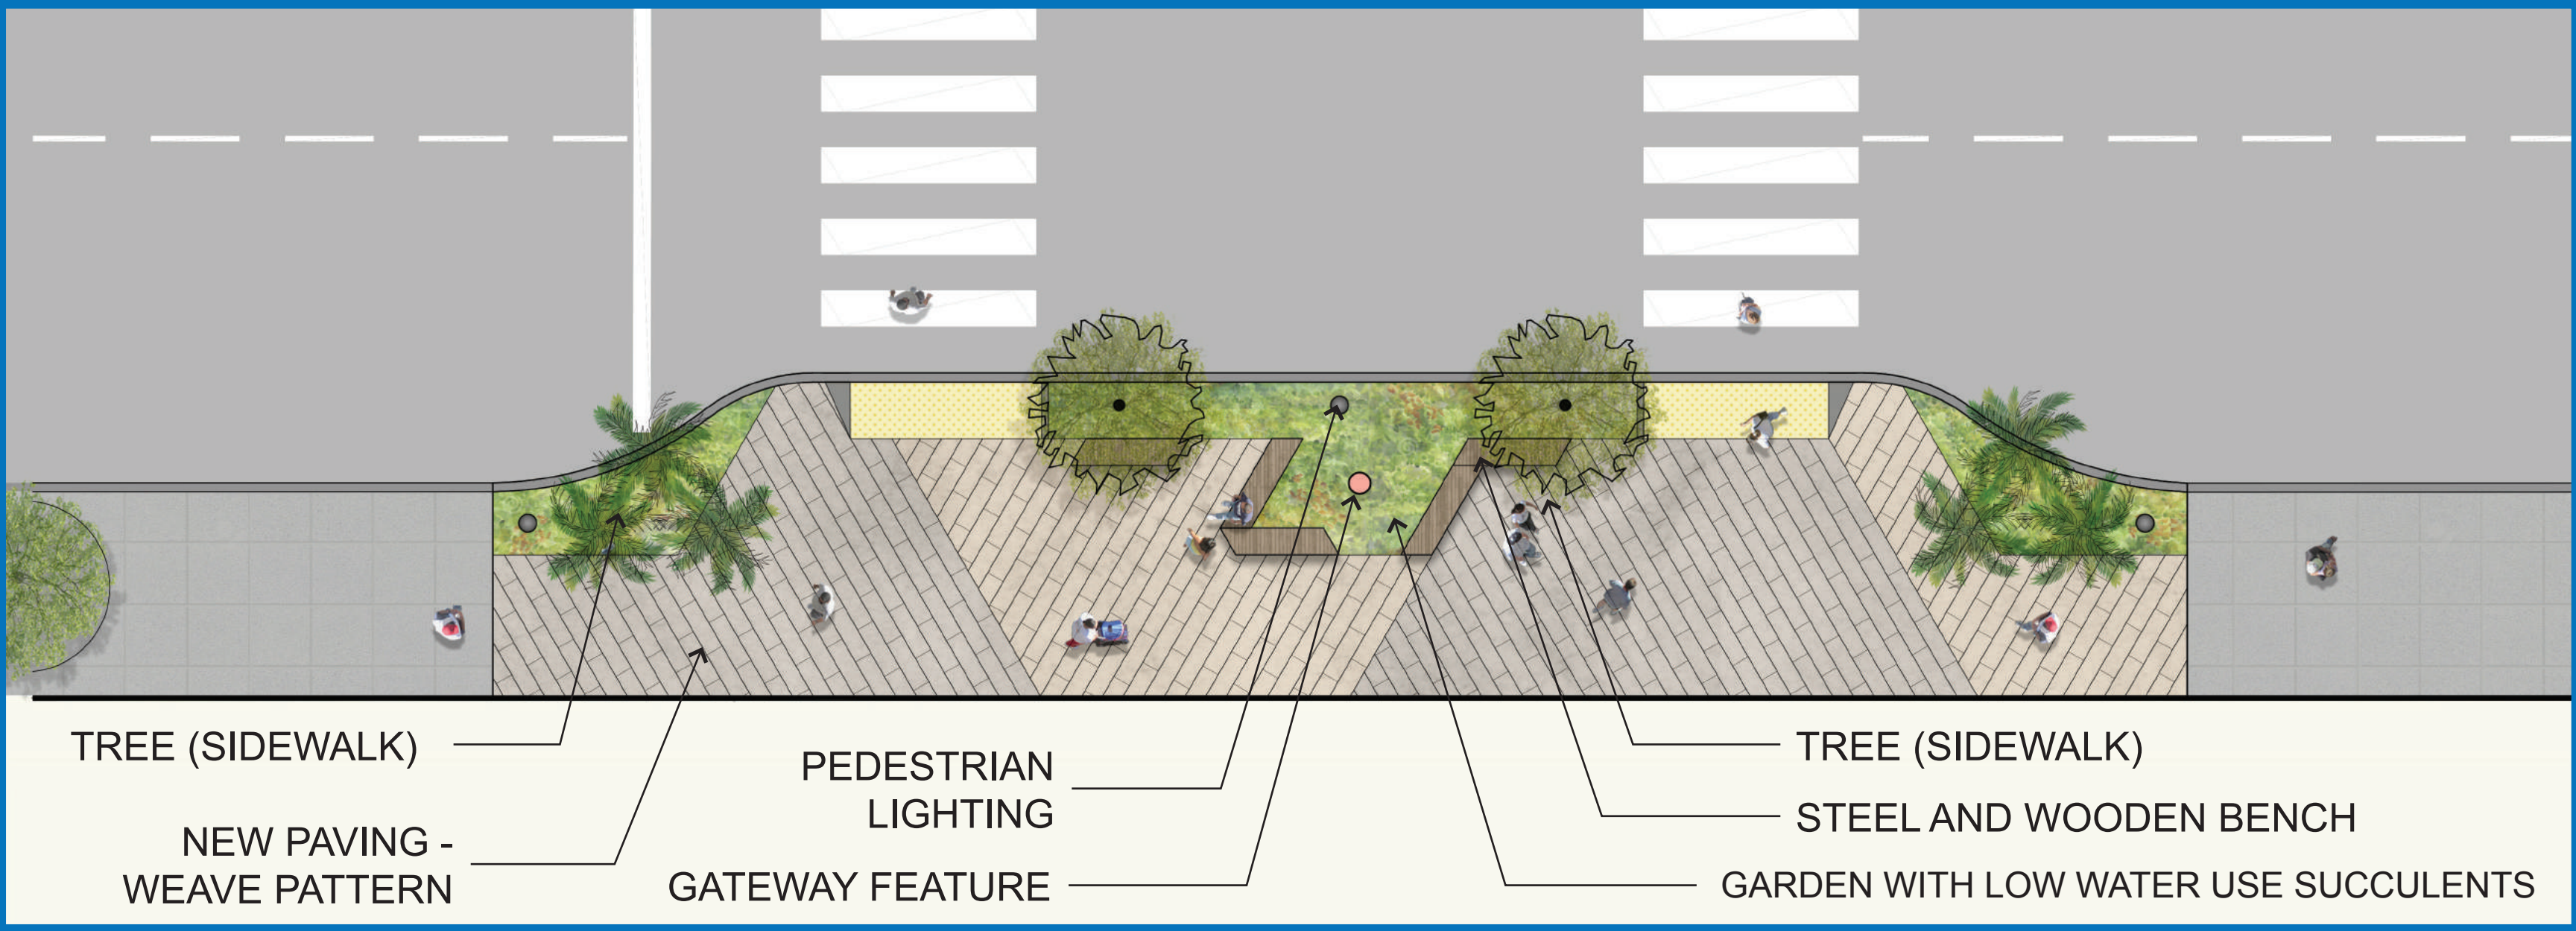 TREE (SIDEWALK)
NEW PAVING -
WEAVE PATTERN
PEDESTRIAN
LIGHTING
GATEWAY FEATURE
TREE (SIDEWALK)
STEEL AND WOODEN BENCH
GARDEN WITH LOW WATER USE SUCCULENTS